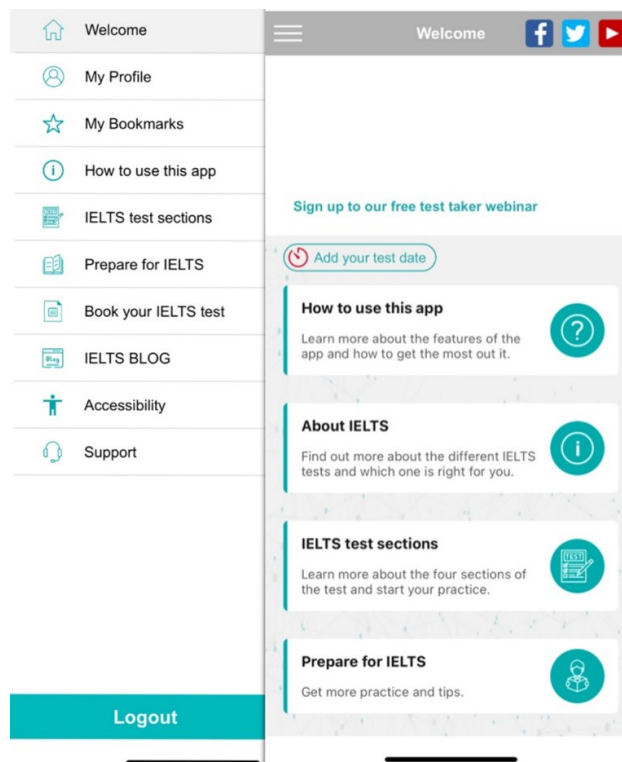 Welcome
My Profile
My Bookmarks
How to use this app
IELTS test sections
Prepare for IELTS
Book your IELTS test
IELTS BLOG
Accessibility
Support
Logout
Welcome
Sign up to our free test taker webinar
Add your test date
How to use this app
Learn more about the features of the
app and how to get the most out it.
About IELTS
Find out more about the different IELTS
tests and which one is right for you.
IELTS test sections
Learn more about the four sections of
the test and start your practice.
TEST
Prepare for IELTS
Get more practice and tips.